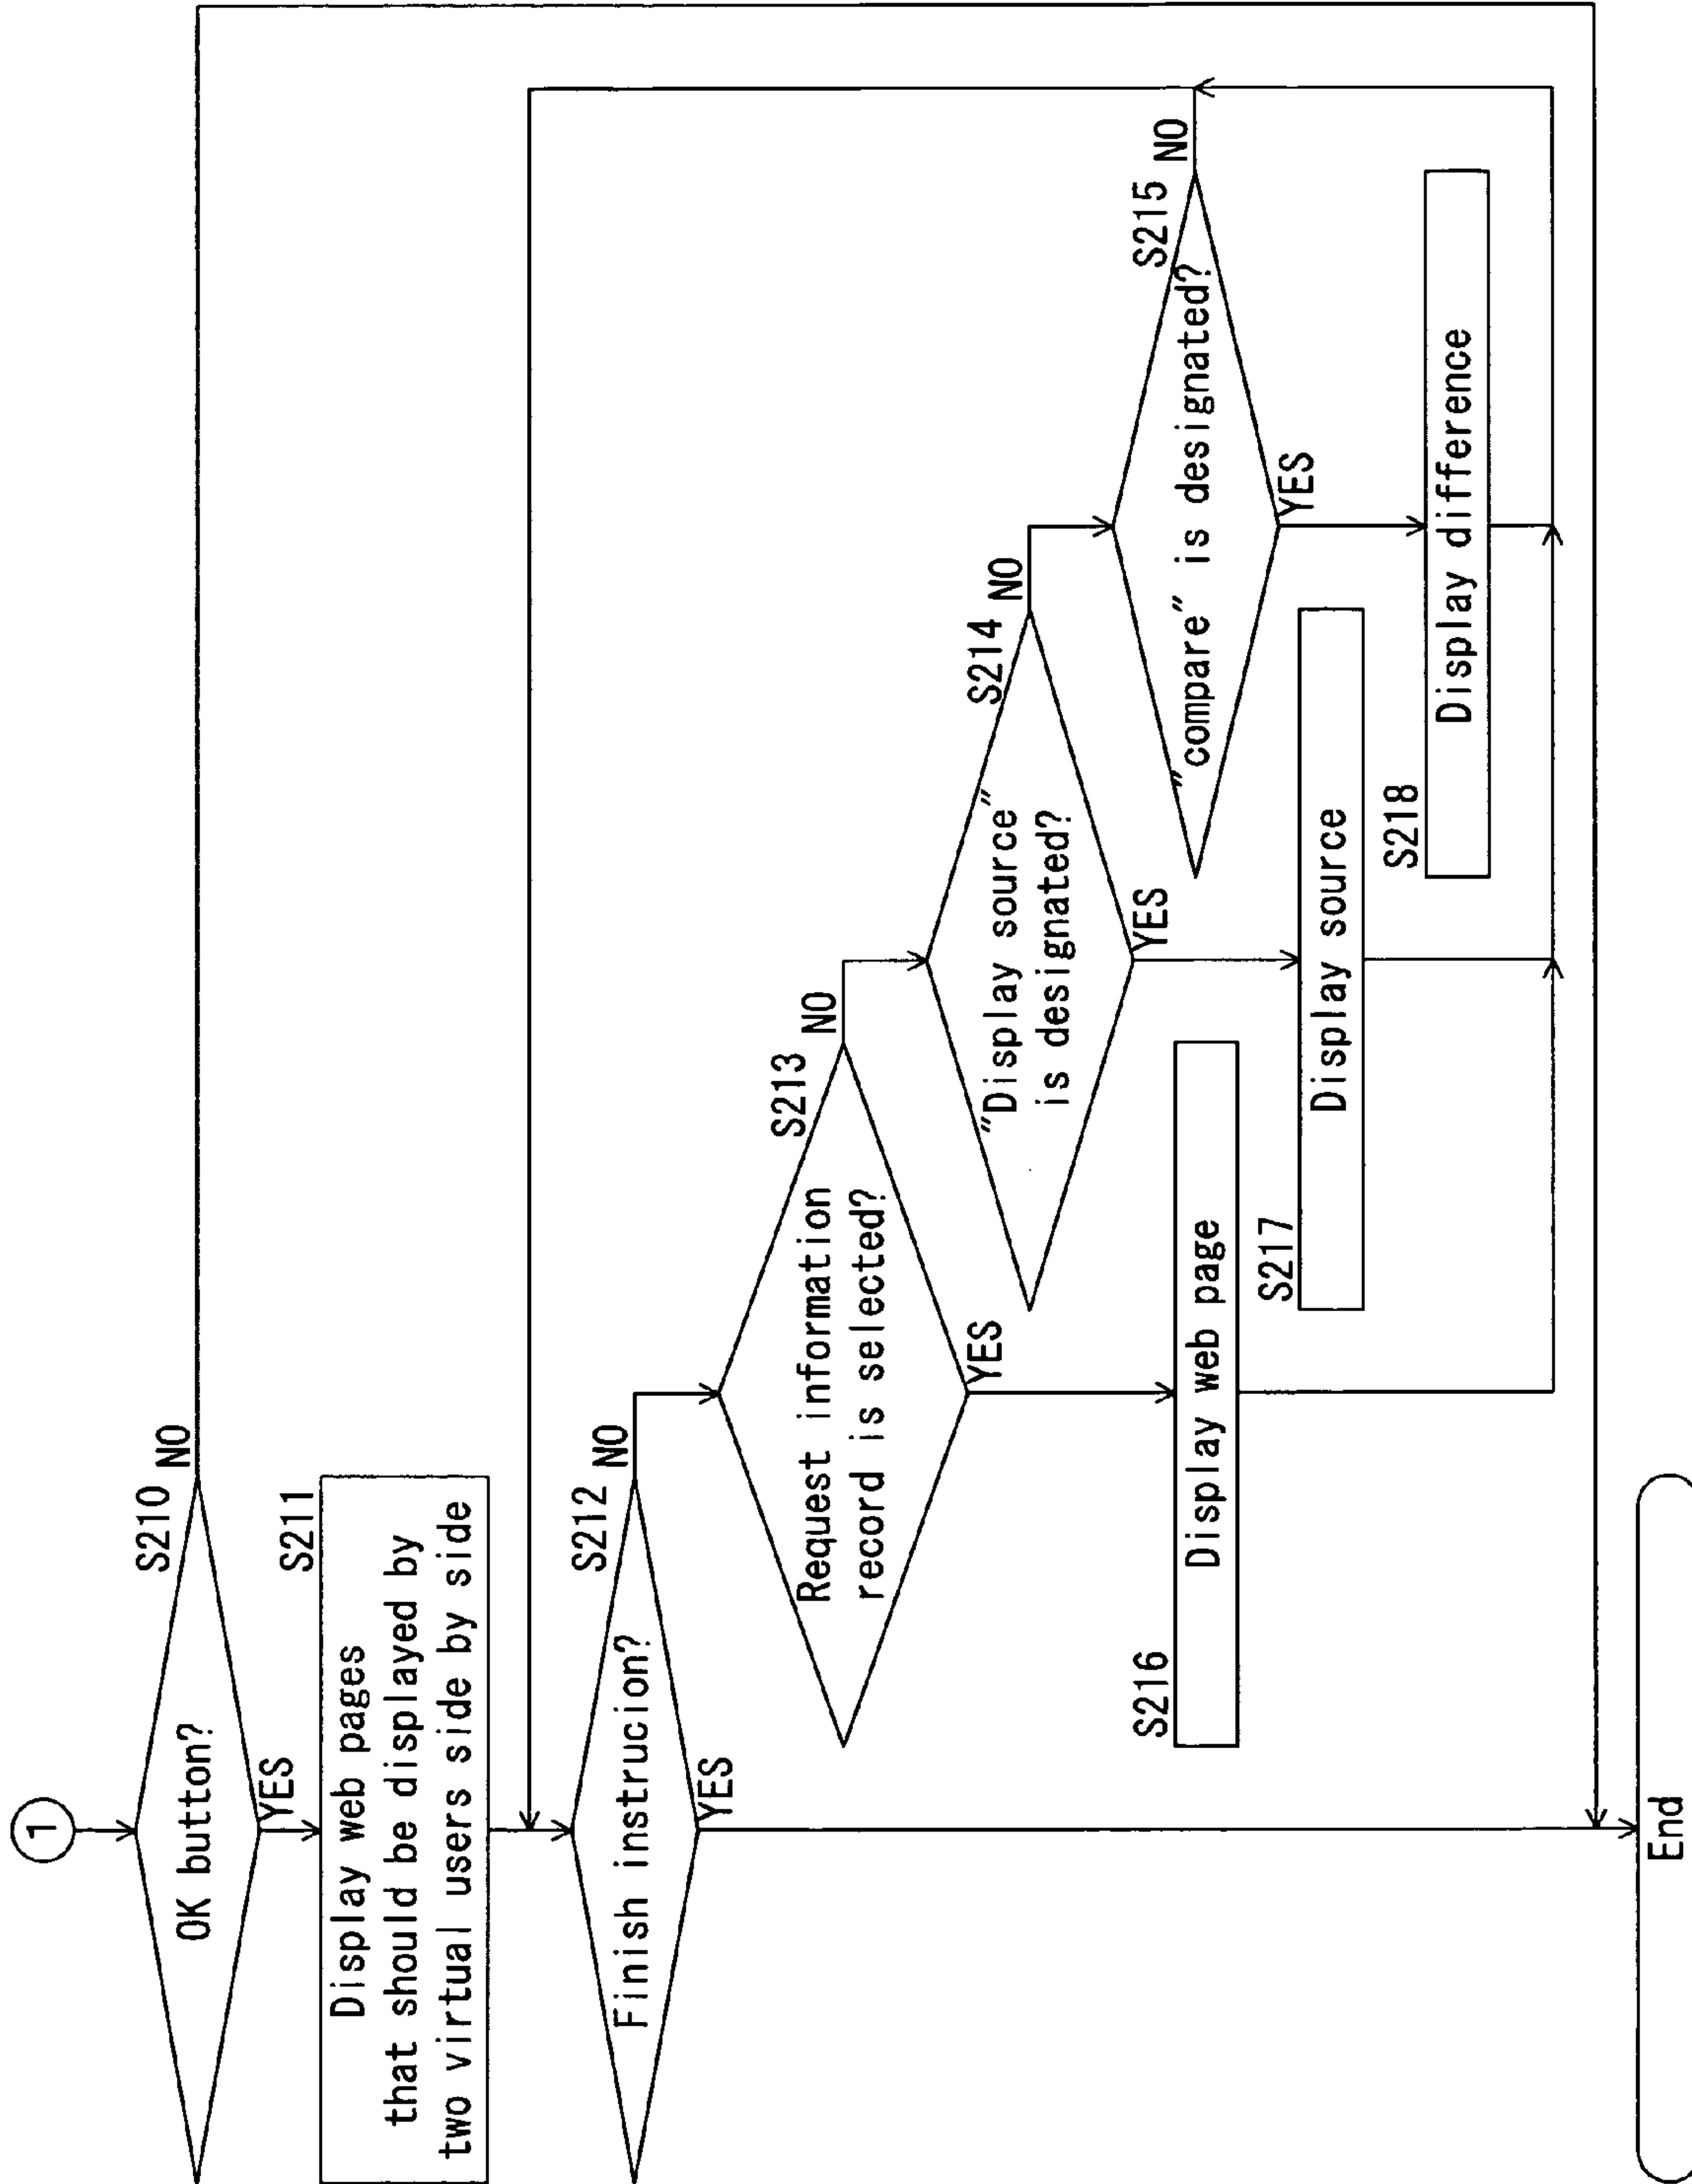 1
S210
OK button?
NO
YES
S211
Display web pages
that should be displayed by
two virtual users side by side
S212
Finish instrucion?
NO
YES
S213
Request information
record is selected?
NO
YES
S214
"Display source"
is designated?
NO
YES
S215
"compare" is designated?
NO
YES
S216
Display web page
S217
Display source
S218
Display difference
End